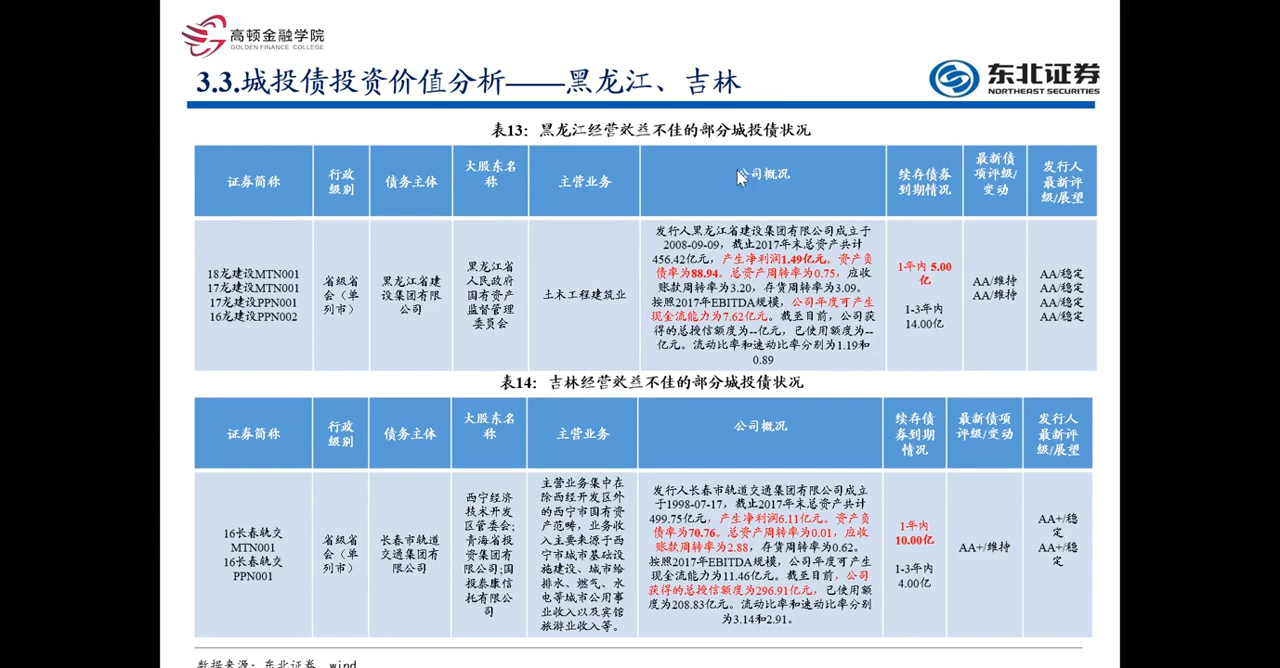 高顿金融学院
GOLDEN FINANCE COLLEGE
3.3.城投债投资价值分析——黑龙江、吉林
东北证券
NORTHEAST SECURITIES
表13：黑龙江经营效益不佳的部分城投债状况
证券简称
行政
级别
债务主体
大股东名
称
主营业务
公司概况
续存债券
到期情况
最新债
项评级/
变动
发行人
最新评
级/展望
18龙建设MTN001
17龙建设MTN001
17龙建设PPN001
16龙建设PPN002
省级省
会（单
列市）
黑龙江省建
设集团有限
公司
黑龙江省
人民政府
国有资产
监督管理
委员会
土木工程建筑业
发行人黑龙江省建设集团有限公司成立于
2008-09-09，截止2017年末总资产共计
456.42亿元，产生净利润1.49亿元。资产负
债率为88.94。总资产周转率为0.75，应收
账款周转率为3.20，存货周转率为3.09。
按照2017年EBITDA规模，公司年度可产生
现金流能力为7.62亿元。截至目前，公司获
得的总授信额度为--亿元，已使用额度为--
亿元。流动比率和速动比率分别为1.19和
0.89
1年内 5.00
亿
1-3年内
14.00亿
AA/维持
AA/维持
AA/稳定
AA/稳定
AA/稳定
AA/稳定
表14：吉林经营效益不佳的部分城投债状况
证券简称
行政
级别
债务主体
大股东名
称
主营业务
公司概况
续存债
券到期
情况
最新债项
评级/变动
发行人
最新评
级/展望
16长春轨交
MTN001
16长春轨交
PPN001
省级省
会（单
列市）
长春市轨道
交通集团有
限公司
西宁经济
技术开发
区管委会;
青海省投
资集团有
限公司;国
投泰康信
托有限公
司
主营业务集中在
除西经开发区外
的西宁市国有资
产范畴，业务收
入主要来源于西
宁市城市基础设
施建设、城市给
排水、燃气、水
电等城市公用事
业收入以及宾馆
旅游业收入等。
发行人长春市轨道交通集团有限公司成立
于1998-07-17，截止2017年末总资产共计
499.75亿元，产生净利润6.11亿元。资产负
债率为70.76。总资产周转率为0.01，应收
账款周转率为2.88，存货周转率为0.62。
按照2017年EBITDA规模，公司年度可产生
现金流能力为11.46亿元。截至目前，公司
获得的总授信额度为296.91亿元，已使用额
度为208.83亿元。流动比率和速动比率分别
为3.14和2.91。
1年内
10.00亿
1-3年内
4.00亿
AA+/维持
AA+/稳
定
AA+/稳
定
数据来源：东北证券，wind